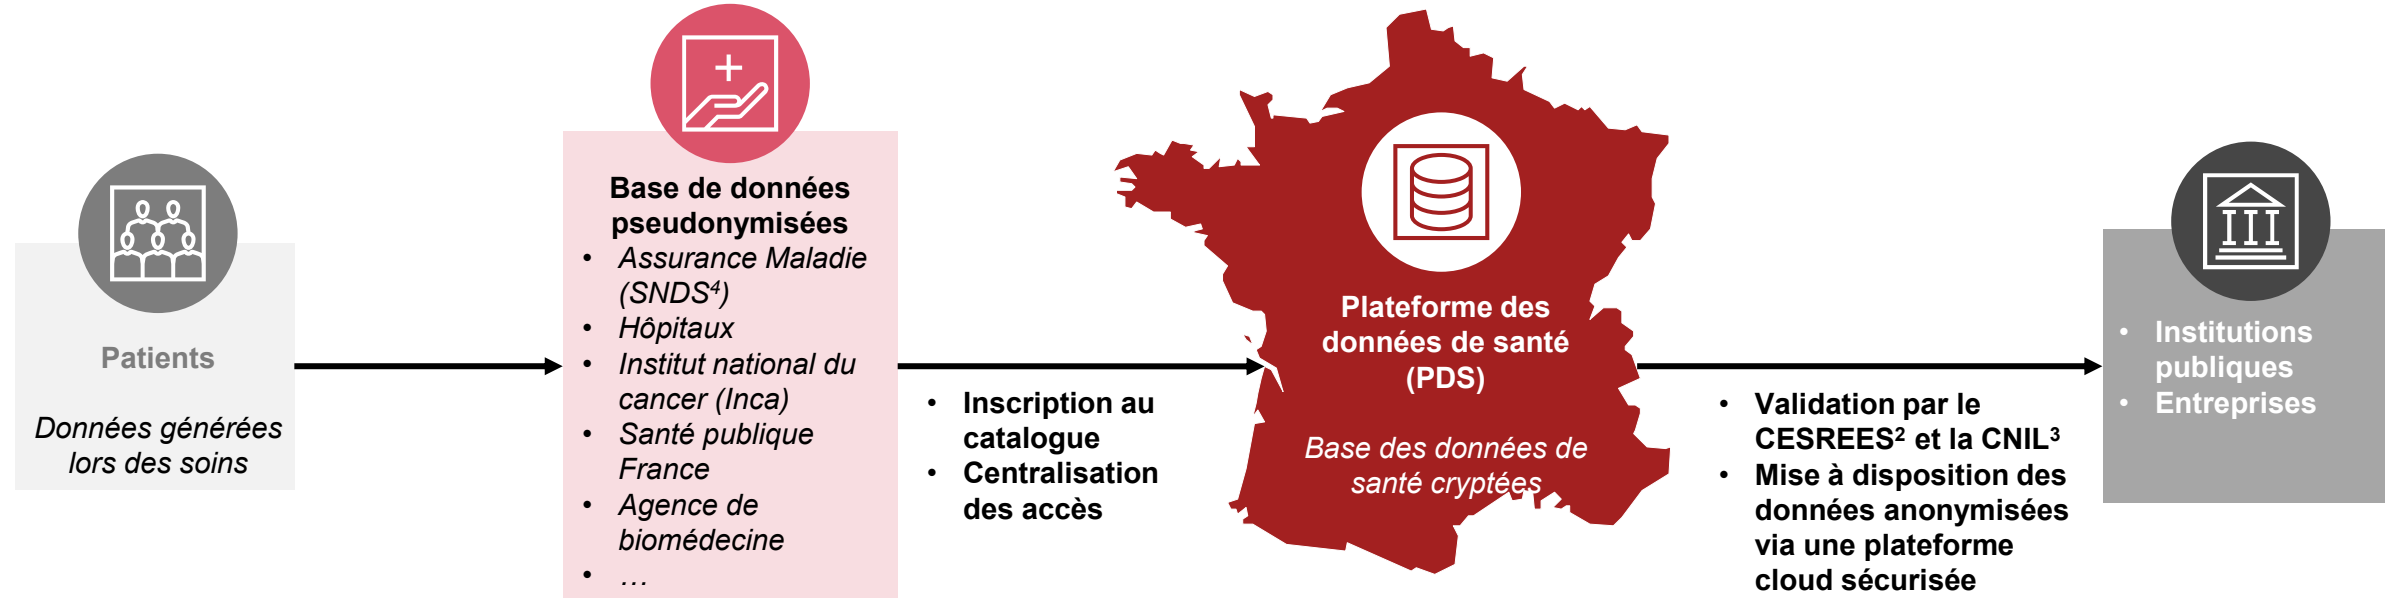 Patients
Données générées
lors des soins
Base de données
pseudonymisées
• Assurance Maladie
(SNDS⁴)
• Hôpitaux
• Institut national du
cancer (Inca)
• Santé publique
France
• Agence de
biomédecine
• …
• Inscription au
catalogue
• Centralisation
des accès
Plateforme des
données de santé
(PDS)
Base des données de
santé cryptées
• Validation par le
CESREES² et la CNIL³
• Mise à disposition des
données anonymisées
via une plateforme
cloud sécurisée
• Institutions
publiques
• Entreprises